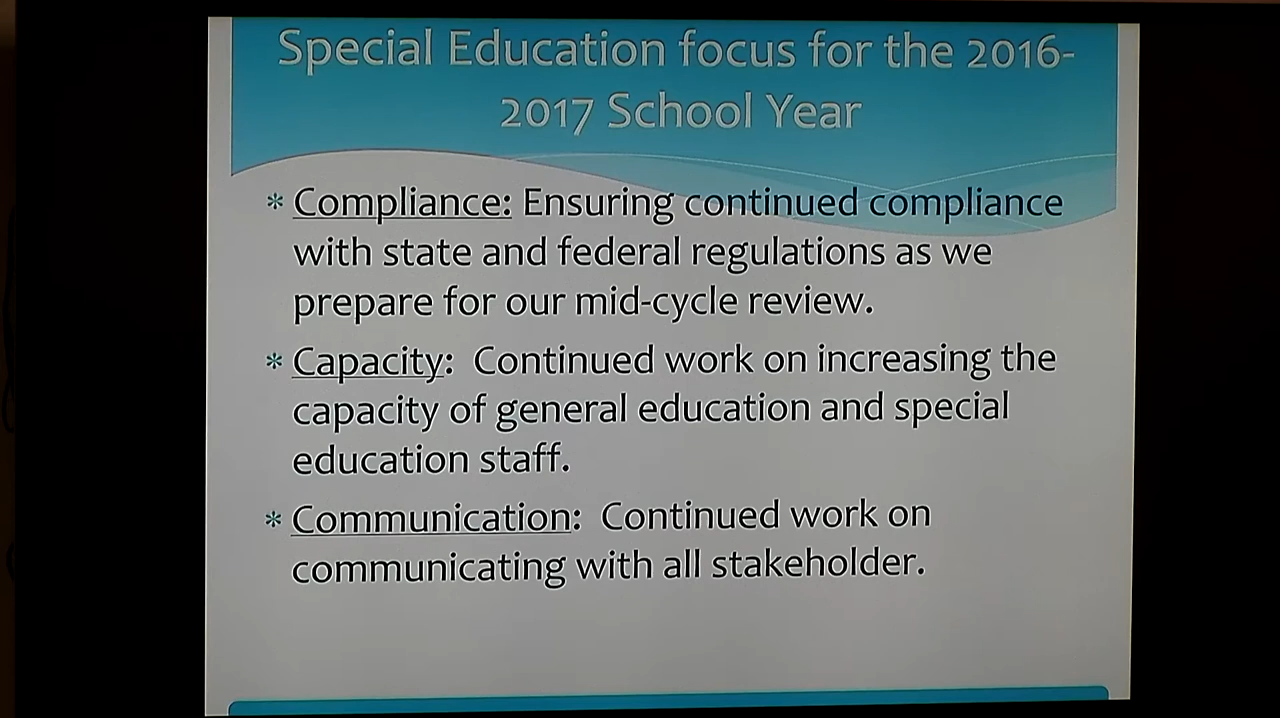 Special Education focus for the 2016-
2017 School Year
* Compliance: Ensuring continued compliance
with state and federal regulations as we
prepare for our mid-cycle review.
* Capacity:  Continued work on increasing the
capacity of general education and special
education staff.
* Communication:  Continued work on
communicating with all stakeholder.